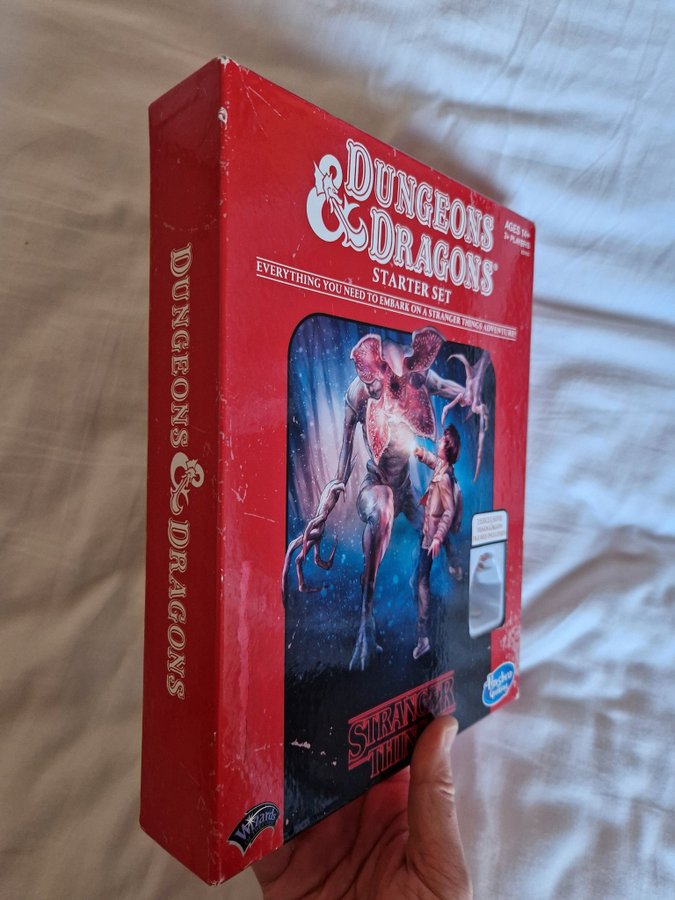 DUNGEONS
& DRAGONS®
STARTER SET
EVERYTHING YOU NEED TO EMBARK ON A STRANGER THINGS ADVENTURE!
AGES 14+
2+ PLAYERS
STRANGER
THIN
Hasbro
Gaming
DUNGEONS & DRAGONS
Wizards